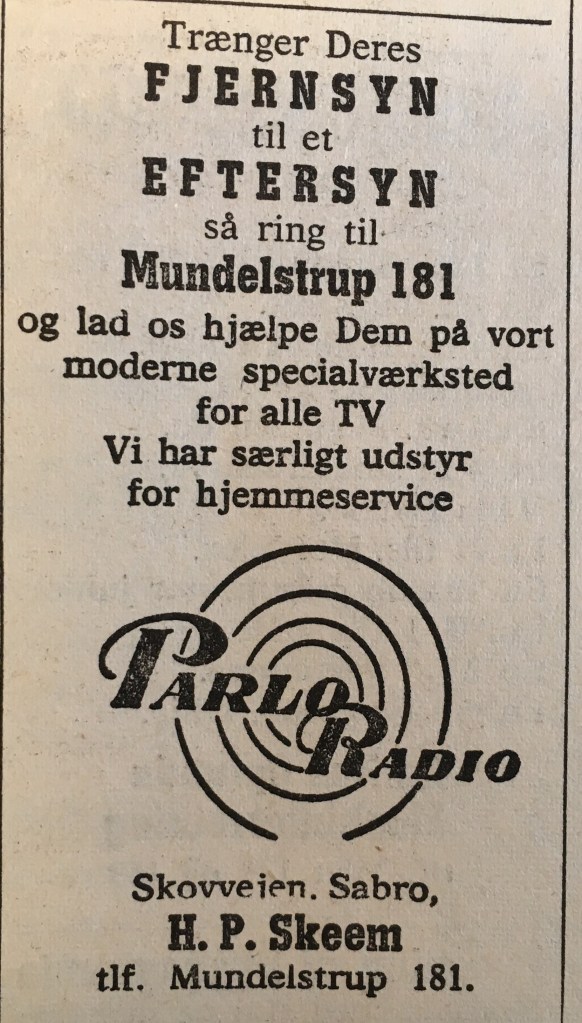 Trænger Deres
FJERNSYN
til et
EFTERSYN
så ring til
Mundelstrup 181
og lad os hjælpe Dem på vort
moderne specialværksted
for alle TV
Vi har særligt udstyr
for hjemmeservice
PARLO
RADIO
Skovvejen. Sabro,
H. P. Skeem
tlf. Mundelstrup 181.